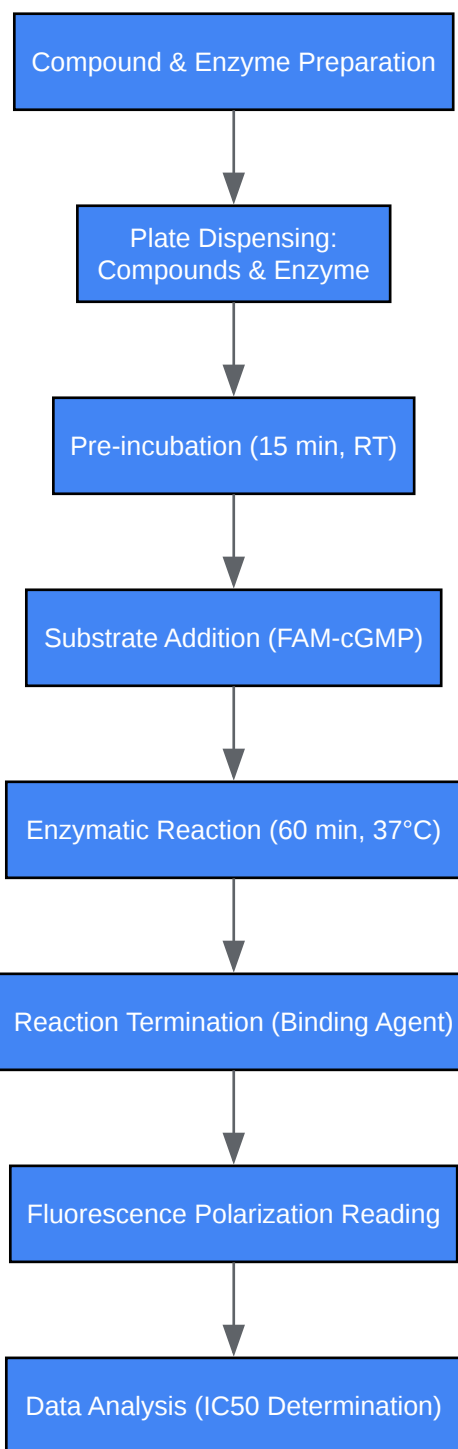 Compound & Enzyme Preparation
Plate Dispensing:
Compounds & Enzyme
Pre-incubation (15 min, RT)
Substrate Addition (FAM-cGMP)
Enzymatic Reaction (60 min, 37°C)
Reaction Termination (Binding Agent)
Fluorescence Polarization Reading
Data Analysis (IC50 Determination)